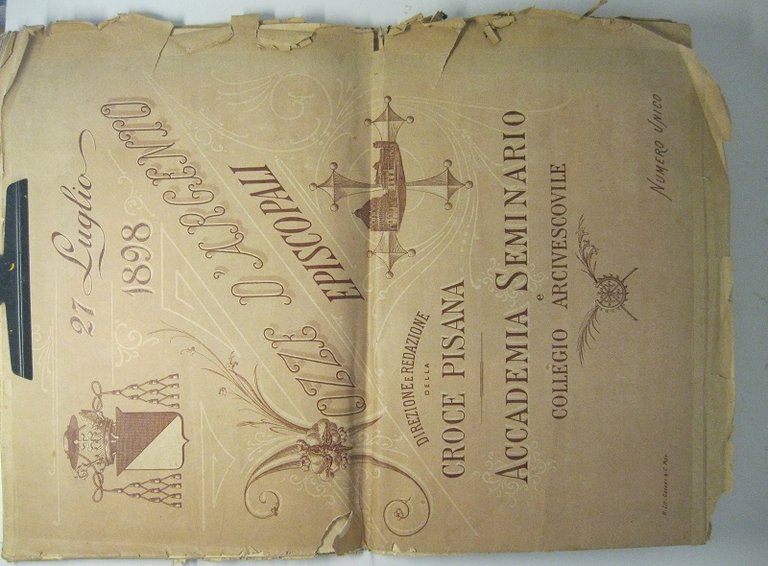 27 Luglio
1898
NOZZE D'ARGENTO
EPISCOPALI
DIREZIONE E REDAZIONE
DELLA
CROCE PISANA
ACCADEMIA SEMINARIO
e
COLLEGIO ARCIVESCOVILE
NUMERO UNICO